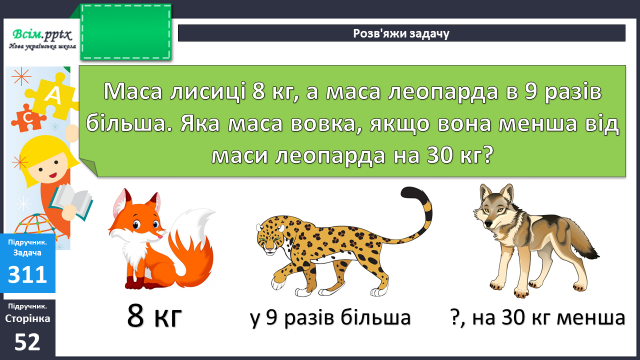 Всім.pptx
Нова українська школа
Розв'яжи задачу
Маса лисиці 8 кг, а маса леопарда в 9 разів
більша. Яка маса вовка, якщо вона менша від
маси леопарда на 30 кг?
А
С
Підручник.
Задача
311
Підручник.
Сторінка
52
8 кг
у 9 разів більша
?, на 30 кг менша